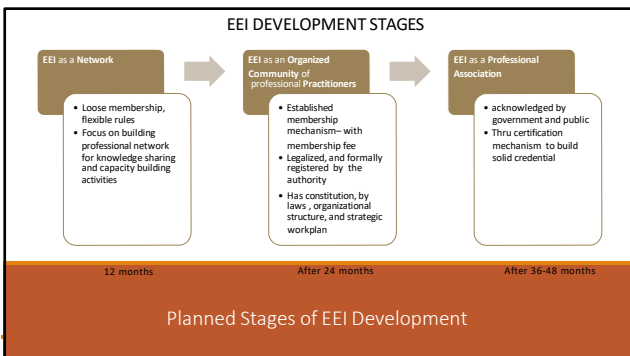 EEI DEVELOPMENT STAGES
EEI as a Network
• Loose membership,
flexible rules
• Focus on building
professional network
for knowledge sharing
and capacity building
activities
EEI as an Organized
Community of
professional Practitioners
• Established
membership
mechanism– with
membership fee
• Legalized, and formally
registered by the
authority
• Has constitution, by
laws , organizational
structure, and strategic
workplan
EEI as a Professional
Association
• acknowledged by
government and public
• Thru certification
mechanism to build
solid credential
12 months
After 24 months
After 36-48 months
Planned Stages of EEI Development